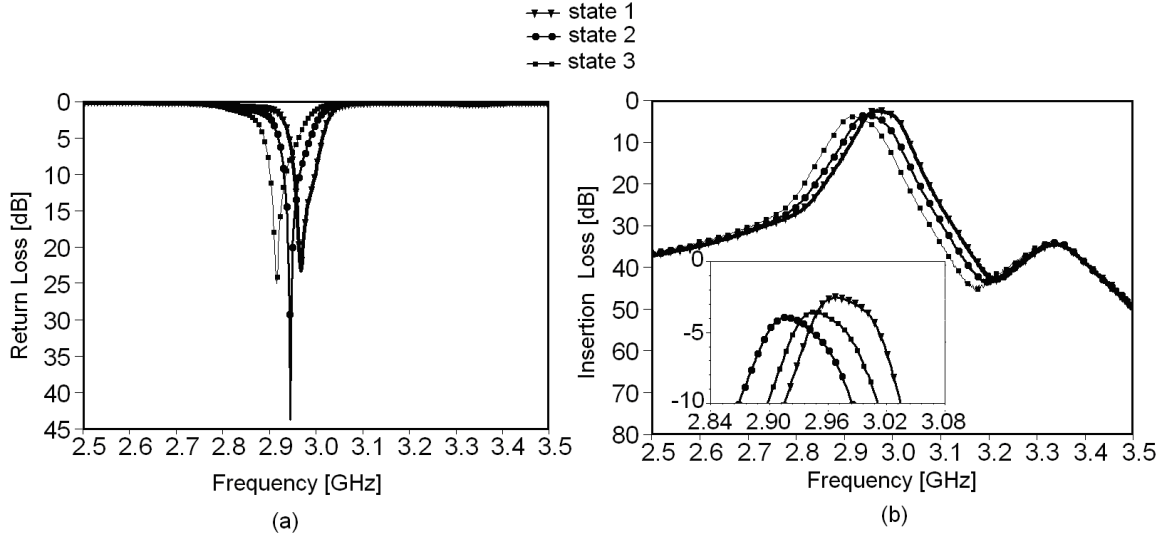 state 1
state 2
state 3
0
5
10
15
20
25
30
35
40
45
Return Loss [dB]
2.5 2.6 2.7 2.8 2.9 3.0 3.1 3.2 3.3 3.4 3.5
Frequency [GHz]
(a)
0
10
20
30
40
50
60
70
80
Insertion Loss [dB]
0
-5
-10
2.84 2.90 2.96 3.02 3.08
2.5 2.6 2.7 2.8 2.9 3.0 3.1 3.2 3.3 3.4 3.5
Frequency [GHz]
(b)